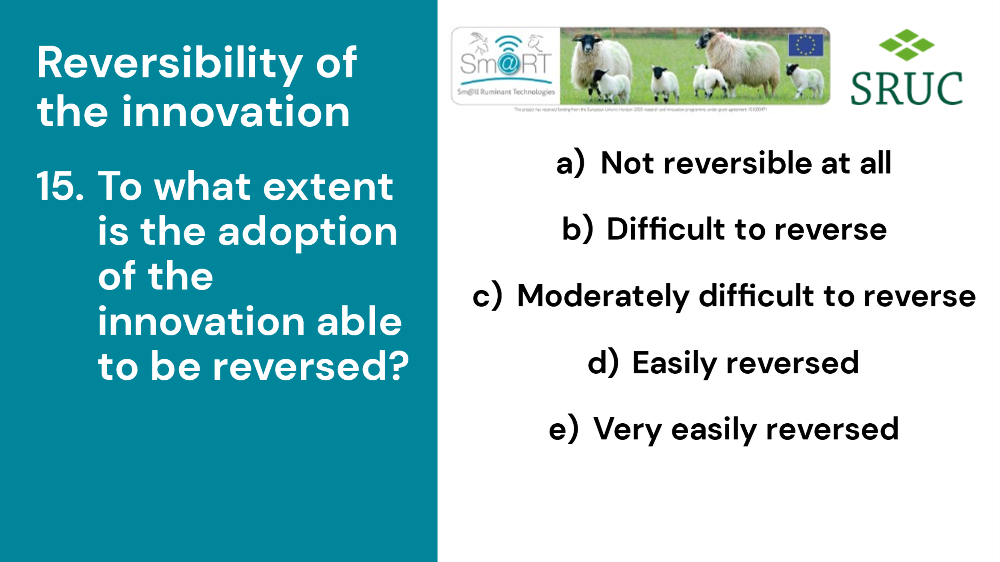 Reversibility of
the innovation
15. To what extent
is the adoption
of the
innovation able
to be reversed?
Sm@RT
Sm@ll Ruminant Technologies
This project has received funding from the European Union's Horizon 2020 research and innovation programme, under grant agreement
SRUC
a) Not reversible at all
b) Difficult to reverse
c) Moderately difficult to reverse
d) Easily reversed
e) Very easily reversed